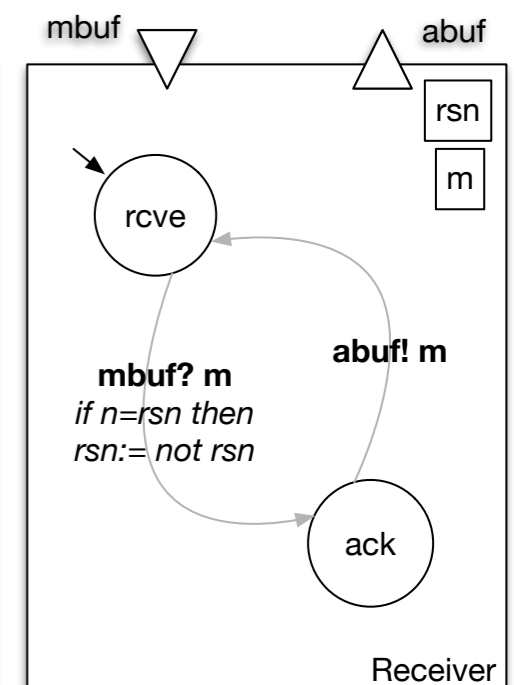 mbuf
abuf
rsn
m
rcve
abuf! m
mbuf? m
if n=rsn then
rsn:= not rsn
ack
Receiver